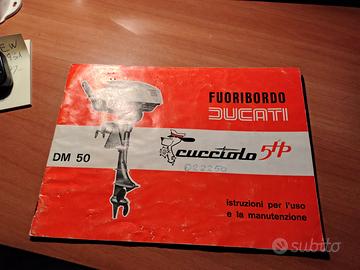 FUORIBORDO
DUCATI
DM 50
cucciolo 5HP
istruzioni per l'uso
e la manutenzione
subito